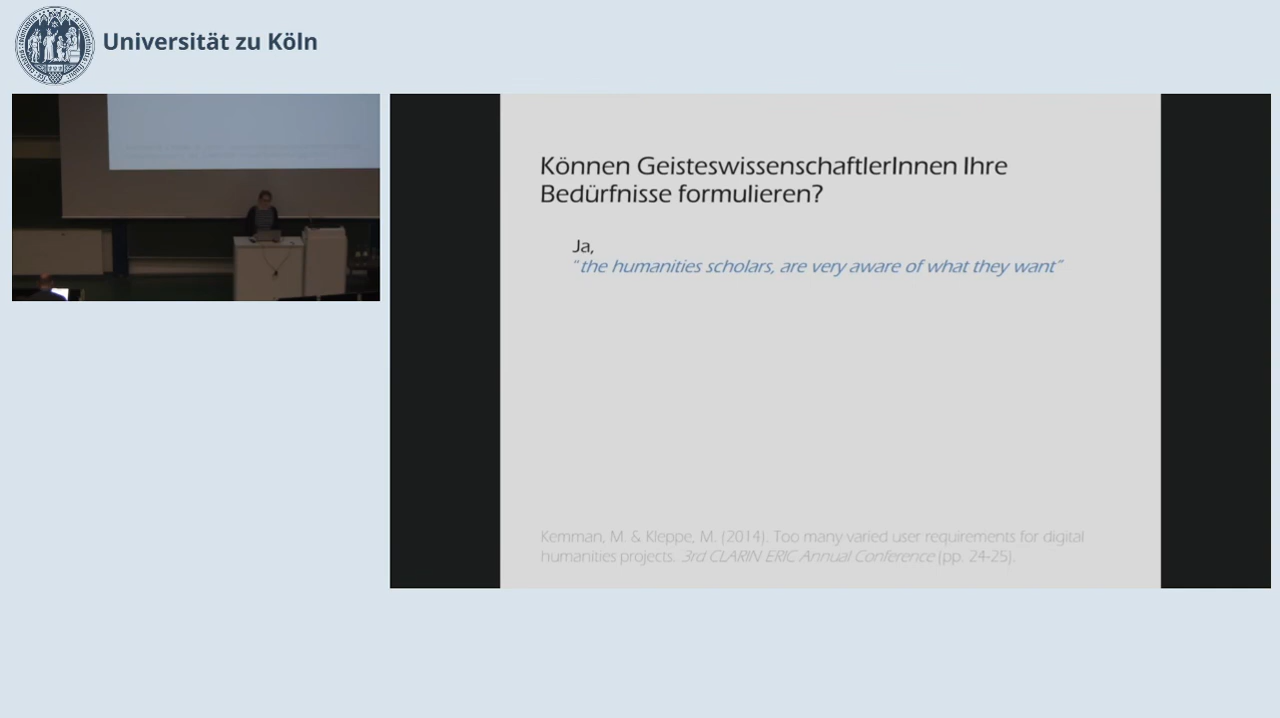 Universität zu Köln
Können GeisteswissenschaftlerInnen Ihre
Bedürfnisse formulieren?
Ja,
"the humanities scholars, are very aware of what they want"
Kemman, M. & Kleppe, M. (2014). Too many varied user requirements for digital
humanities projects. 3rd CLARIN ERIC Annual Conference (pp. 24-25).